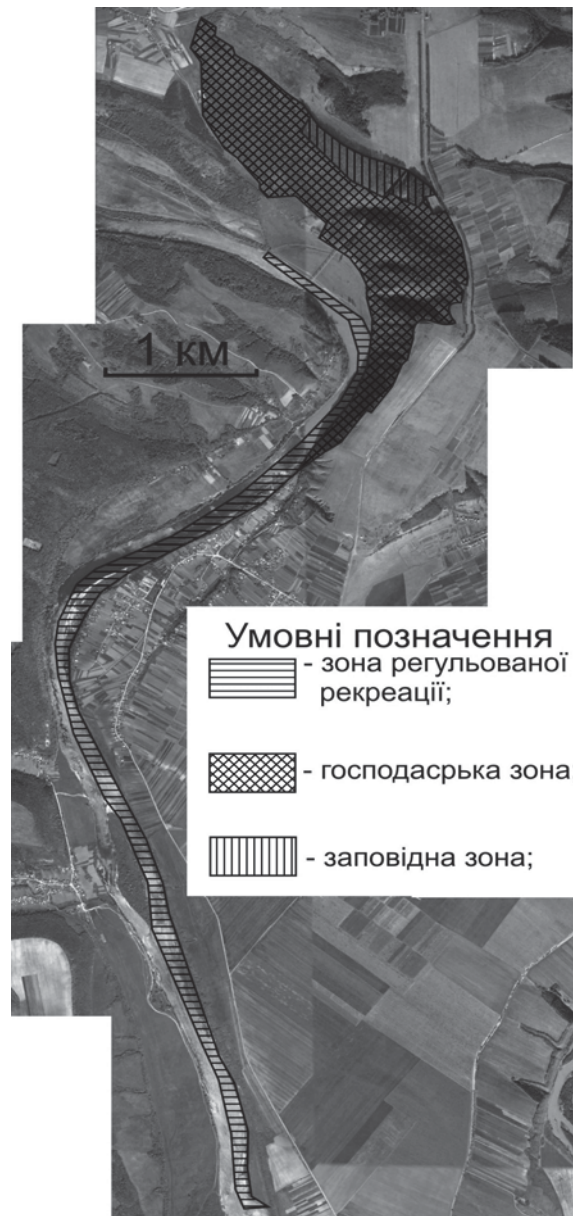 1 км
Умовні позначення
- зона регульованої
рекреації;
- господасрька зона
- заповідна зона;